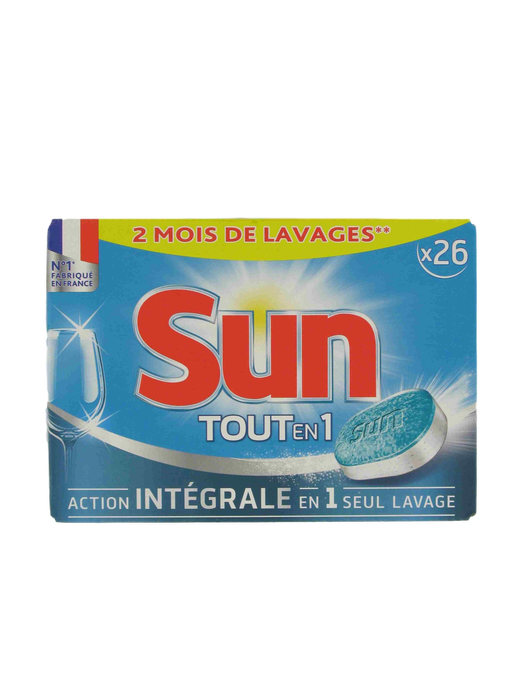 2 MOIS DE LAVAGES**
N°1*
FABRIQUÉ
EN FRANCE
x26
Sun
TOUT EN 1
Sun
ACTION INTÉGRALE EN 1 SEUL LAVAGE